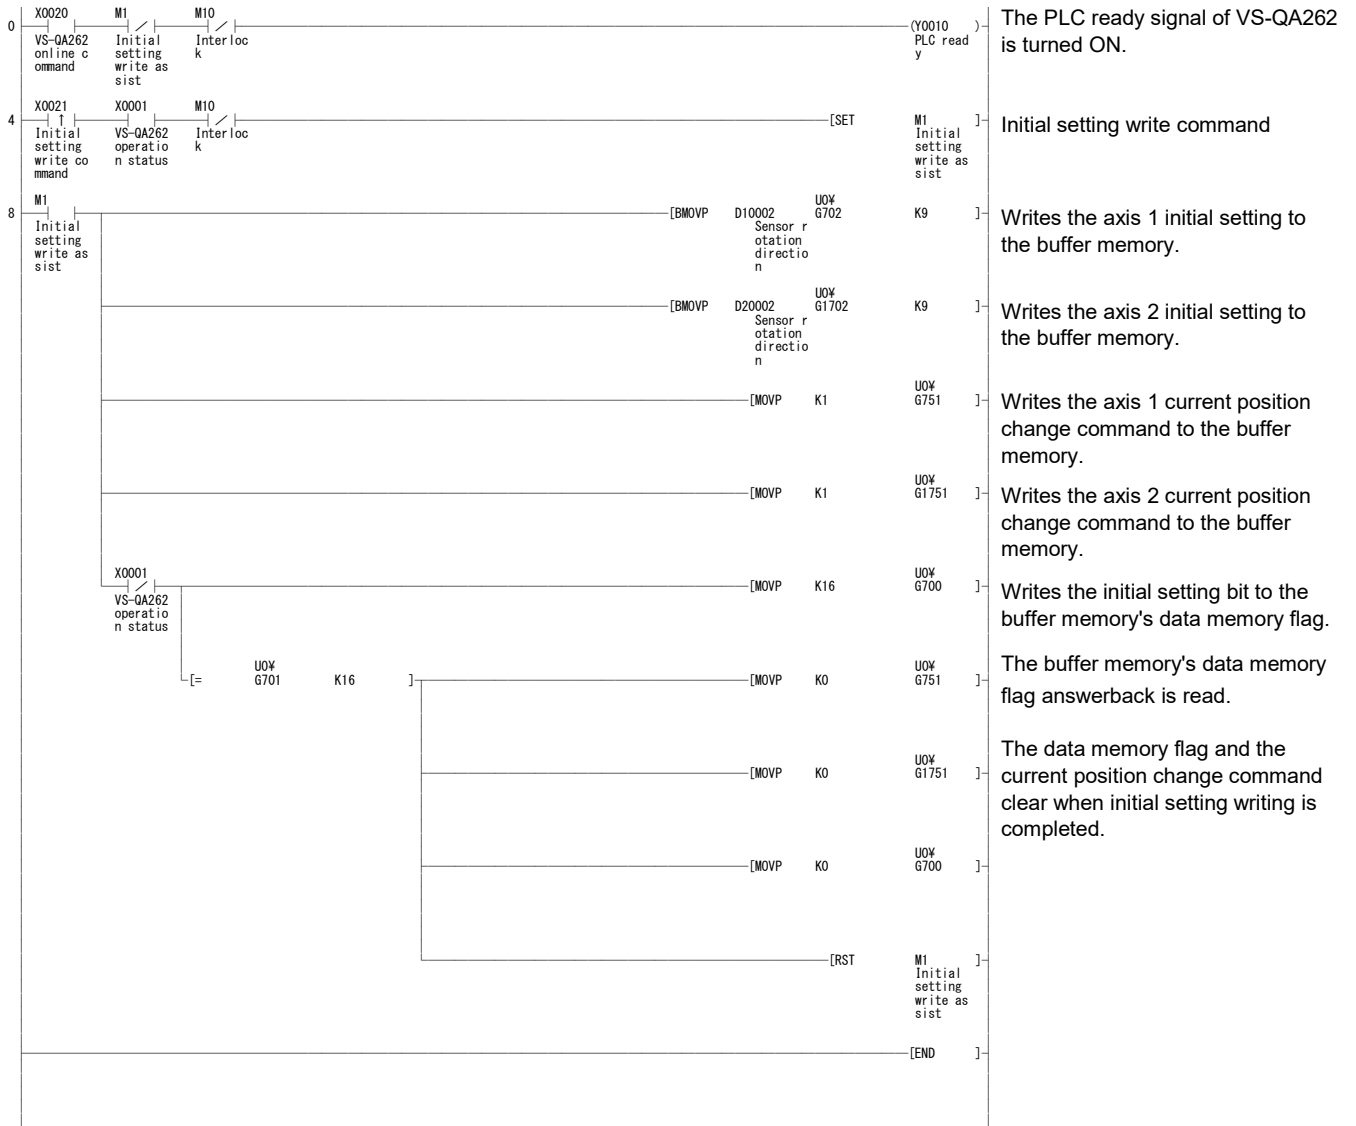 X0020 M1 M10
0 (Y0010 )
VS-QA262 Initial Interloc PLC read
online c setting k y
ommand write as
sist
The PLC ready signal of VS-QA262
is turned ON.
X0021 X0001 M10
4 ↑ [SET M1 ]
Initial VS-QA262 Interloc Initial
setting operatio k setting
write co n status write as
mmand sist
Initial setting write command
M1 U0¥
8 [BMOVP D10002 G702 K9 ]
Initial Sensor r
setting otation
write as directio
sist n
Writes the axis 1 initial setting to
the buffer memory.
U0¥
[BMOVP D20002 G1702 K9 ]
Sensor r
otation
directio
n
Writes the axis 2 initial setting to
the buffer memory.
U0¥
[MOVP K1 G751 ]
Writes the axis 1 current position
change command to the buffer
memory.
U0¥
[MOVP K1 G1751 ]
Writes the axis 2 current position
change command to the buffer
memory.
X0001 U0¥
[MOVP K16 G700 ]
VS-QA262
operatio
n status
Writes the initial setting bit to the
buffer memory's data memory flag.
U0¥ U0¥
[= G701 K16 ] [MOVP K0 G751 ]
The buffer memory's data memory
flag answerback is read.
U0¥
[MOVP K0 G1751 ]
The data memory flag and the
current position change command
clear when initial setting writing is
completed.
U0¥
[MOVP K0 G700 ]
[RST M1 ]
Initial
setting
write as
sist
[END ]